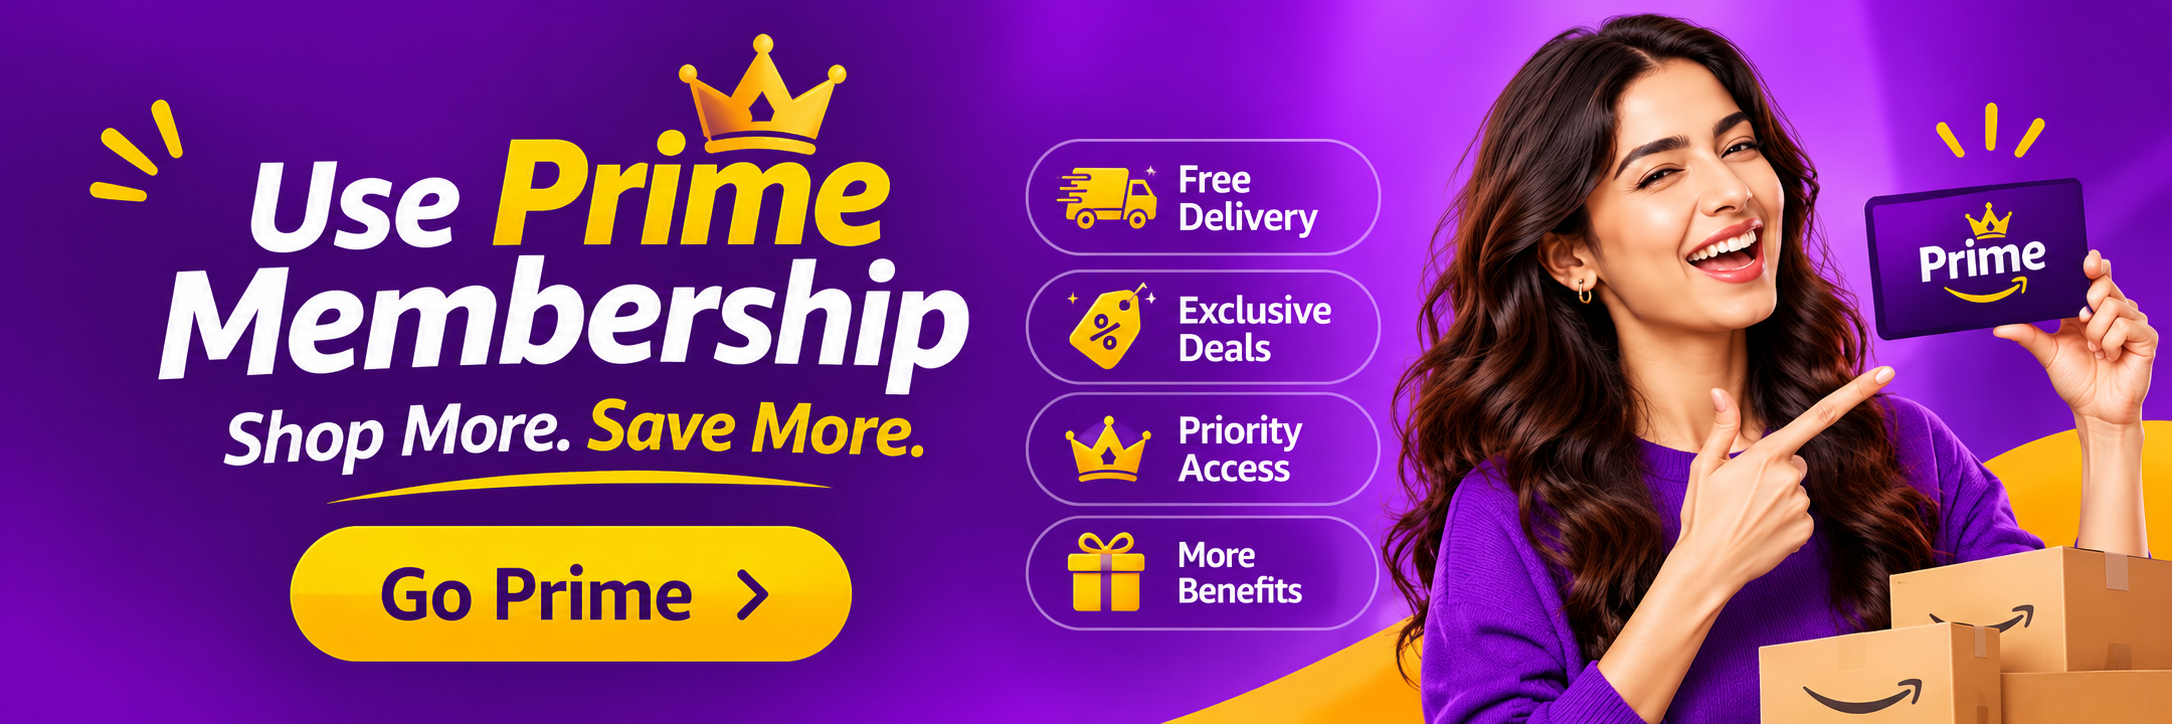 Use Prime
Membership
Shop More. Save More.
Go Prime
Free
Delivery
Exclusive
Deals
Priority
Access
More
Benefits
Prime